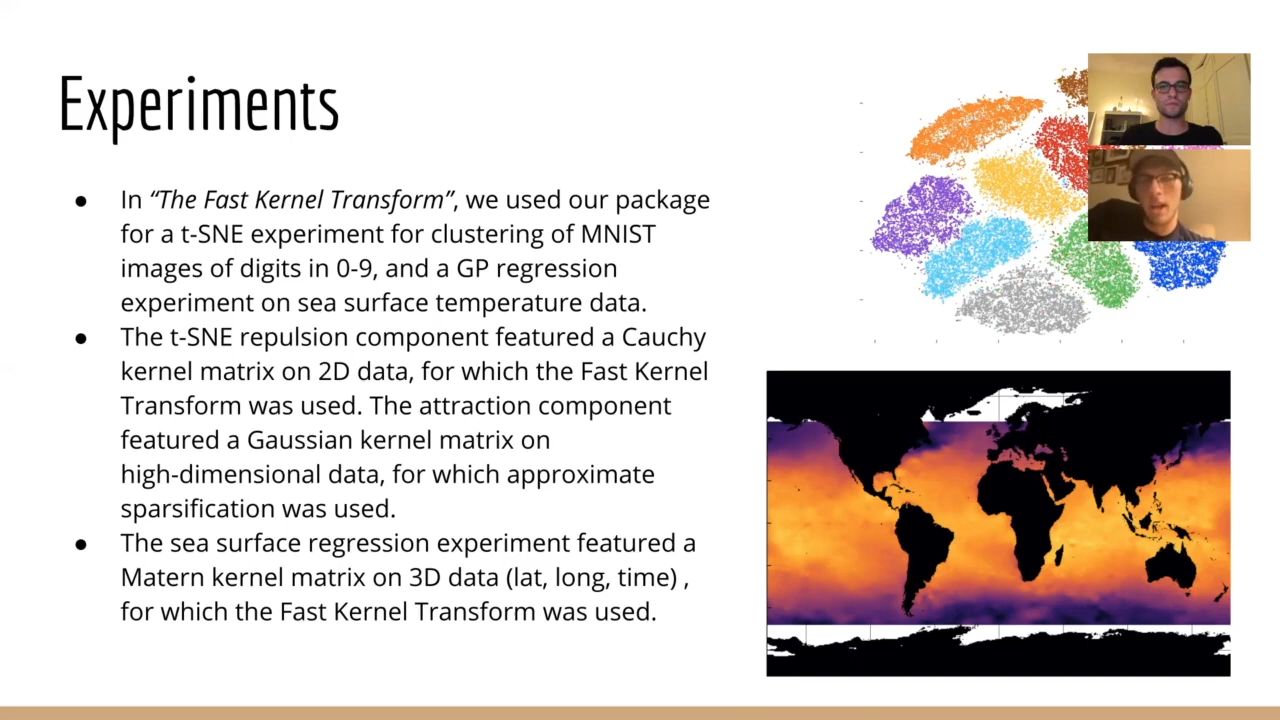 Experiments
● In “The Fast Kernel Transform”, we used our package
for a t-SNE experiment for clustering of MNIST
images of digits in 0-9, and a GP regression
experiment on sea surface temperature data.
● The t-SNE repulsion component featured a Cauchy
kernel matrix on 2D data, for which the Fast Kernel
Transform was used. The attraction component
featured a Gaussian kernel matrix on
high-dimensional data, for which approximate
sparsification was used.
● The sea surface regression experiment featured a
Matern kernel matrix on 3D data (lat, long, time) ,
for which the Fast Kernel Transform was used.